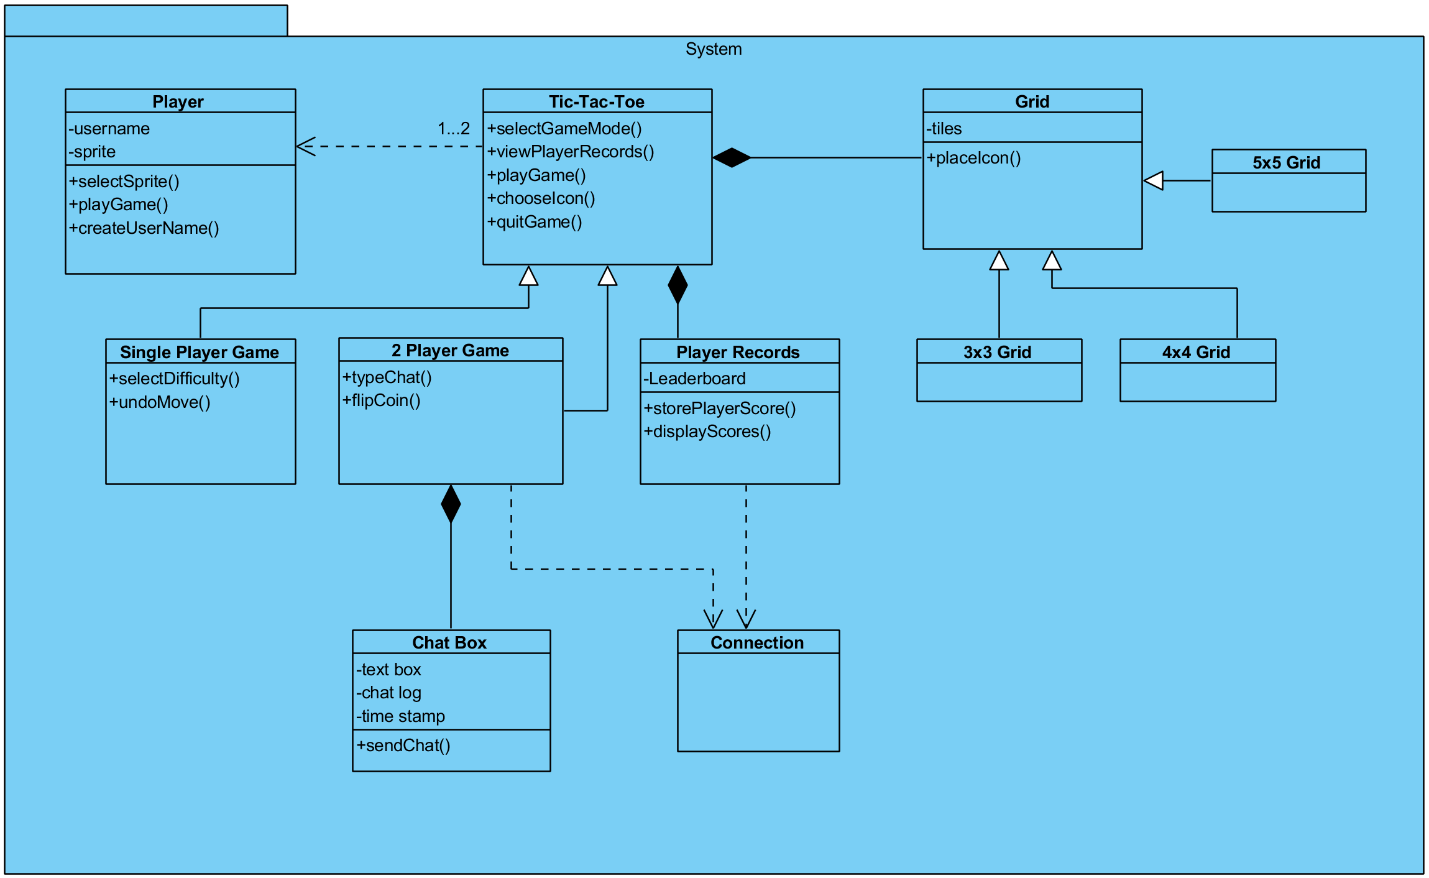 System
Player
-username
-sprite
+selectSprite()
+playGame()
+createUserName()
1...2
Tic-Tac-Toe
+selectGameMode()
+viewPlayerRecords()
+playGame()
+chooseIcon()
+quitGame()
Grid
-tiles
+placeIcon()
5x5 Grid
Single Player Game
+selectDifficulty()
+undoMove()
2 Player Game
+typeChat()
+flipCoin()
Player Records
-Leaderboard
+storePlayerScore()
+displayScores()
3x3 Grid
4x4 Grid
Chat Box
-text box
-chat log
-time stamp
+sendChat()
Connection